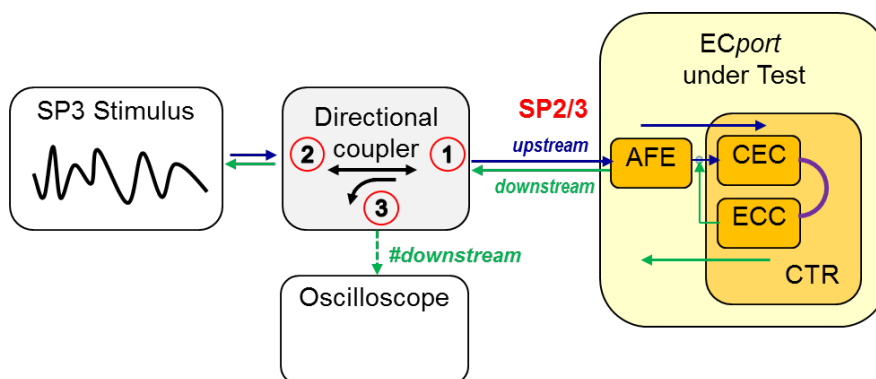 SP3 Stimulus
Directional
coupler
2
1
3
#downstream
Oscilloscope
SP2/3
upstream
downstream
ECport
under Test
AFE
CEC
ECC
CTR